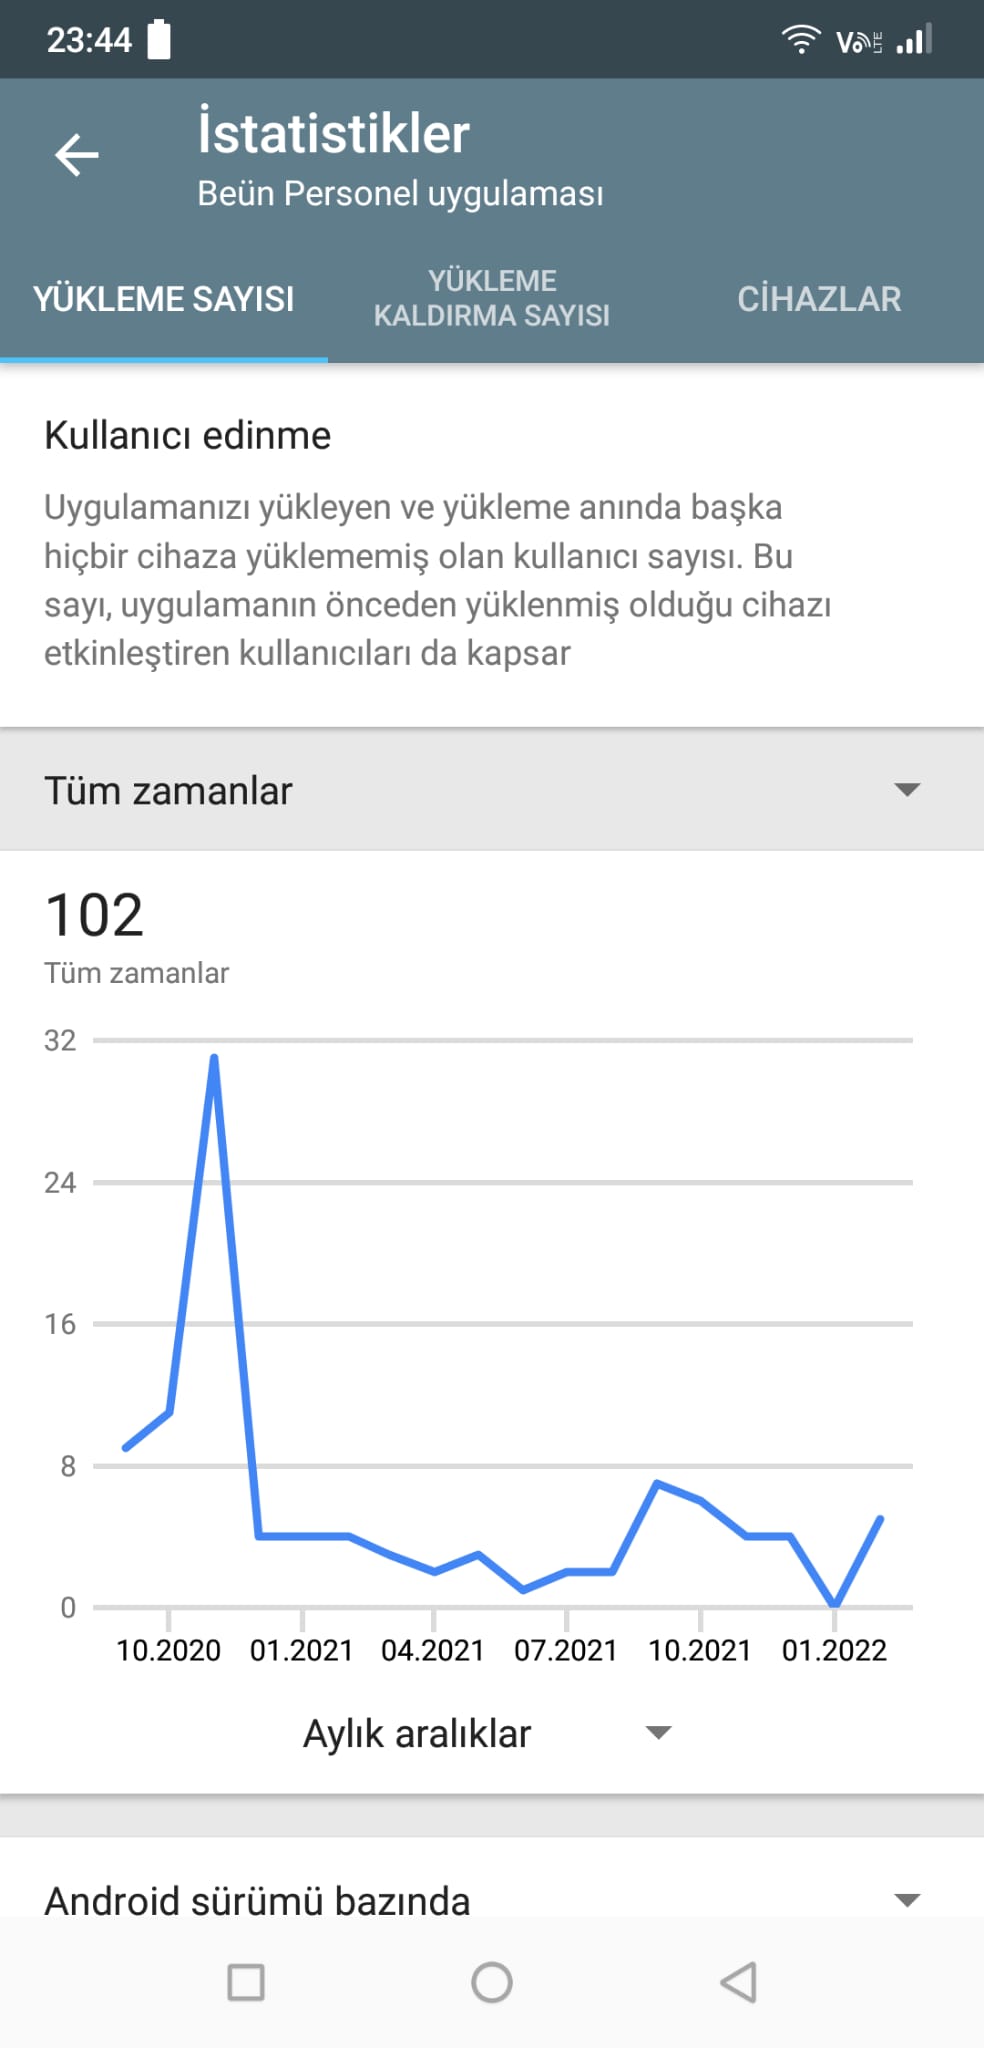 23:44
Vo LTE
İstatistikler
Beün Personel uygulaması
YÜKLEME SAYISI
YÜKLEME
KALDIRMA SAYISI
CİHAZLAR
Kullanıcı edinme
Uygulamanızı yükleyen ve yükleme anında başka
hiçbir cihaza yüklememiş olan kullanıcı sayısı. Bu
sayı, uygulamanın önceden yüklenmiş olduğu cihazı
etkinleştiren kullanıcıları da kapsar
Tüm zamanlar
102
Tüm zamanlar
32
24
16
8
0
10.2020 01.2021 04.2021 07.2021 10.2021 01.2022
Aylık aralıklar
Android sürümü bazında